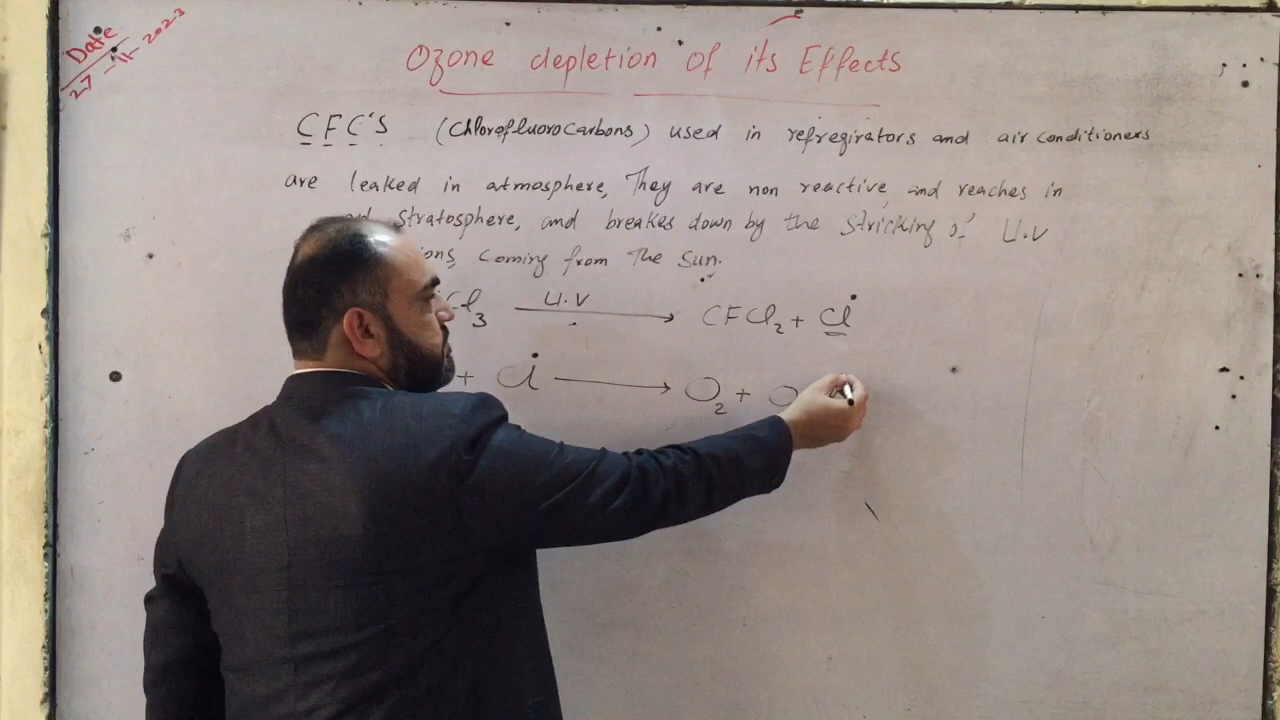 Date
27-11-2023
Ozone depletion of its Effects
CFC's (Chlorofluorocarbons) used in refregirators and air conditioners
are leaked in atmosphere, They are non reactive and reaches in
stratosphere, and breakes down by the stricking of U.V
ions coming from The Sun.
Cl3 U.V → CFCl2 + Cl•
+ Cl• → O2 + O